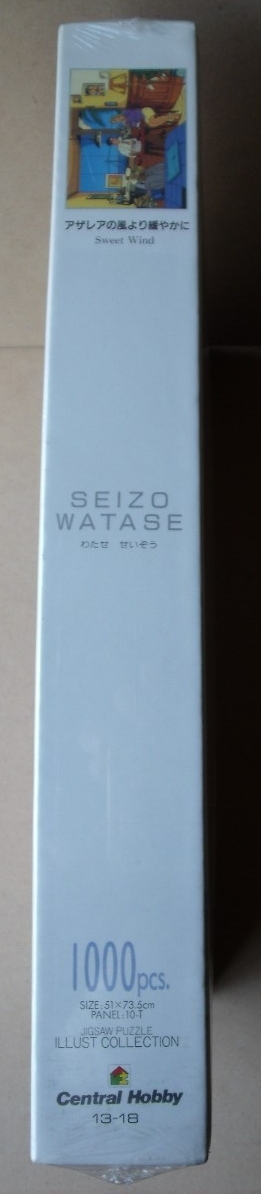 アザレアの風より緩やかに
Sweet Wind
SEIZO
WATASE
わたせ せいぞう
1000pcs.
SIZE: 51×73.5cm
PANEL: 10-T
JIGSAW PUZZLE
ILLUST COLLECTION
Central Hobby
13-18